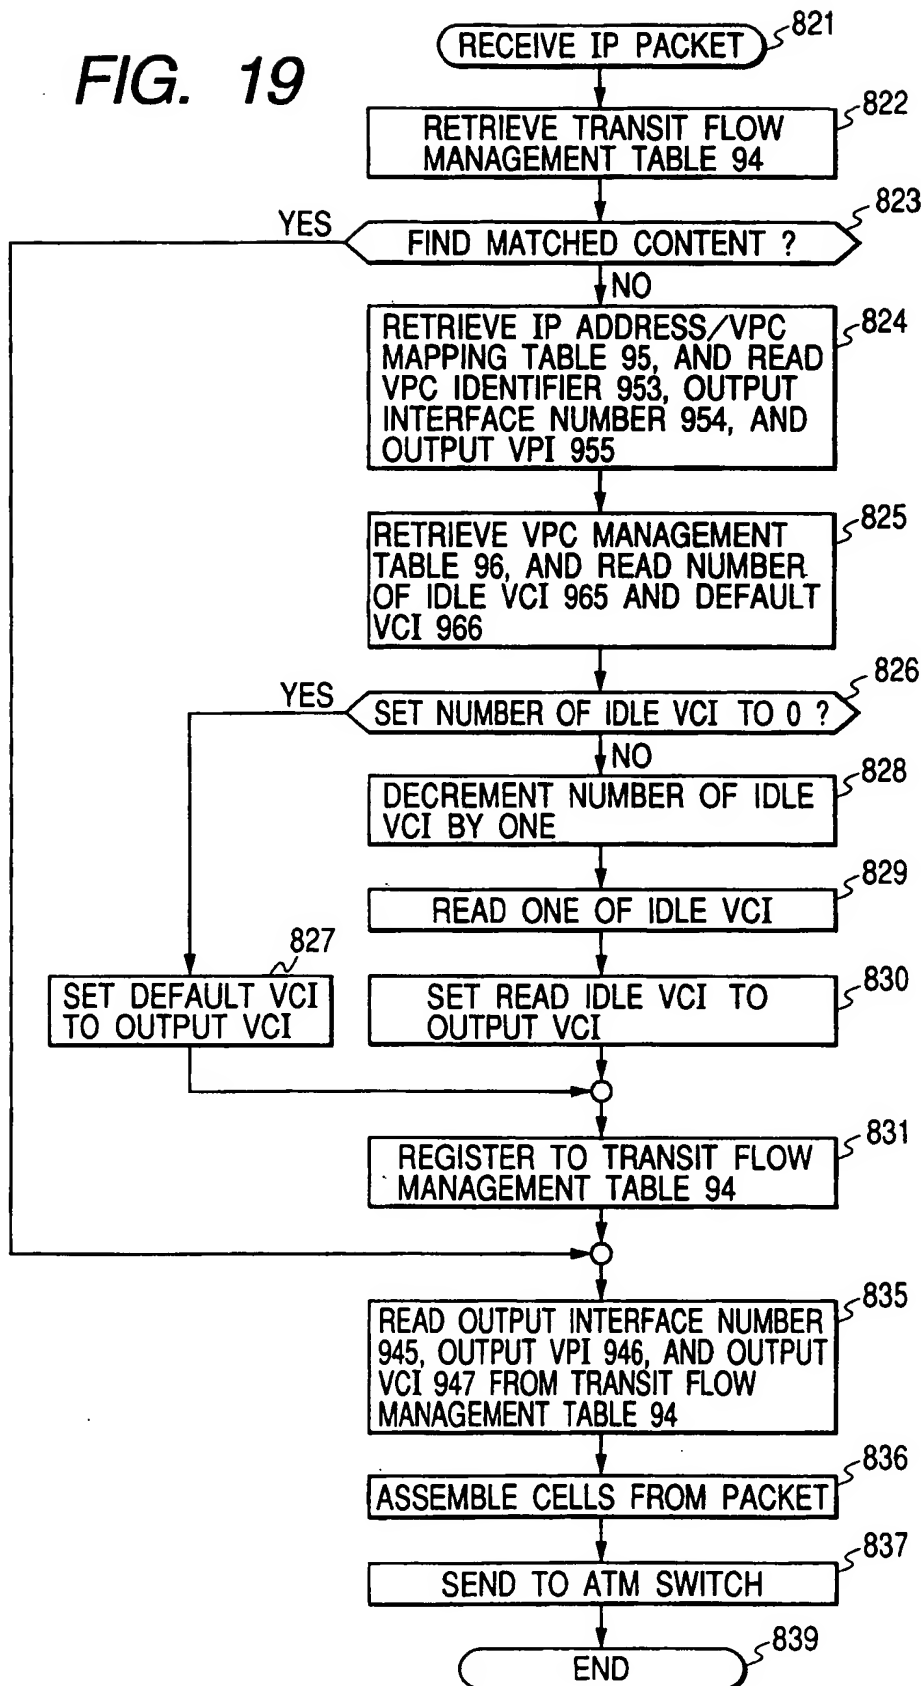 FIG. 19
RECEIVE IP PACKET
821
822
RETRIEVE TRANSIT FLOW
MANAGEMENT TABLE 94
823
YES
FIND MATCHED CONTENT ?
NO
824
RETRIEVE IP ADDRESS/VPC
MAPPING TABLE 95, AND READ
VPC IDENTIFIER 953, OUTPUT
INTERFACE NUMBER 954, AND
OUTPUT VPI 955
825
RETRIEVE VPC MANAGEMENT
TABLE 96, AND READ NUMBER
OF IDLE VCI 965 AND DEFAULT
VCI 966
826
YES
SET NUMBER OF IDLE VCI TO 0 ?
NO
828
DECREMENT NUMBER OF IDLE
VCI BY ONE
829
READ ONE OF IDLE VCI
827
SET DEFAULT VCI
TO OUTPUT VCI
830
SET READ IDLE VCI TO
OUTPUT VCI
831
REGISTER TO TRANSIT FLOW
MANAGEMENT TABLE 94
835
READ OUTPUT INTERFACE NUMBER
945, OUTPUT VPI 946, AND OUTPUT
VCI 947 FROM TRANSIT FLOW
MANAGEMENT TABLE 94
836
ASSEMBLE CELLS FROM PACKET
837
SEND TO ATM SWITCH
839
END